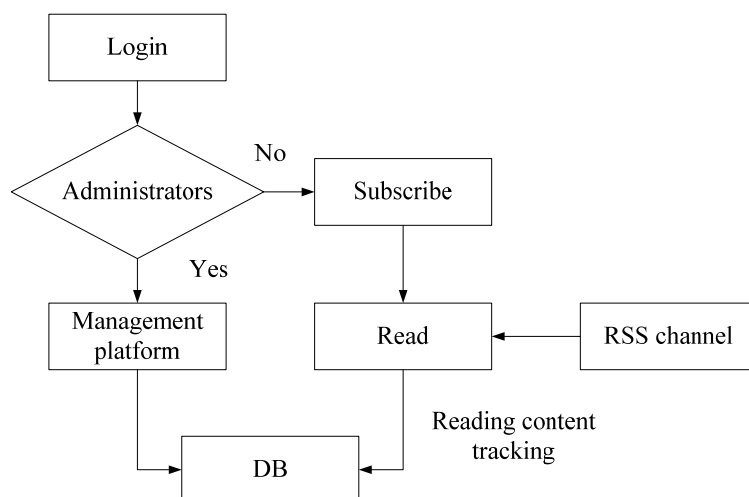 Login
No
Administrators
Subscribe
Yes
Management
platform
Read
RSS channel
Reading content
tracking
DB